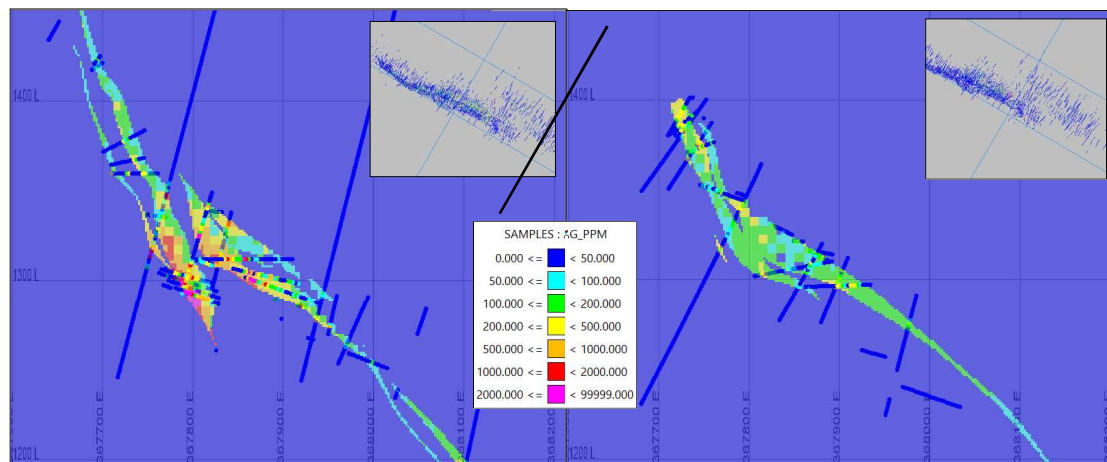 1400 L
1300 L
1200 L
367700 E
367800 E
367900 E
368000 E
368100 E
368200 E
SAMPLES : AG_PPM
0.000 <= < 50.000
50.000 <= < 100.000
100.000 <= < 200.000
200.000 <= < 500.000
500.000 <= < 1000.000
1000.000 <= < 2000.000
2000.000 <= < 99999.000
1400 L
1300 L
1200 L
367700 E
367800 E
367900 E
368000 E
368100 E